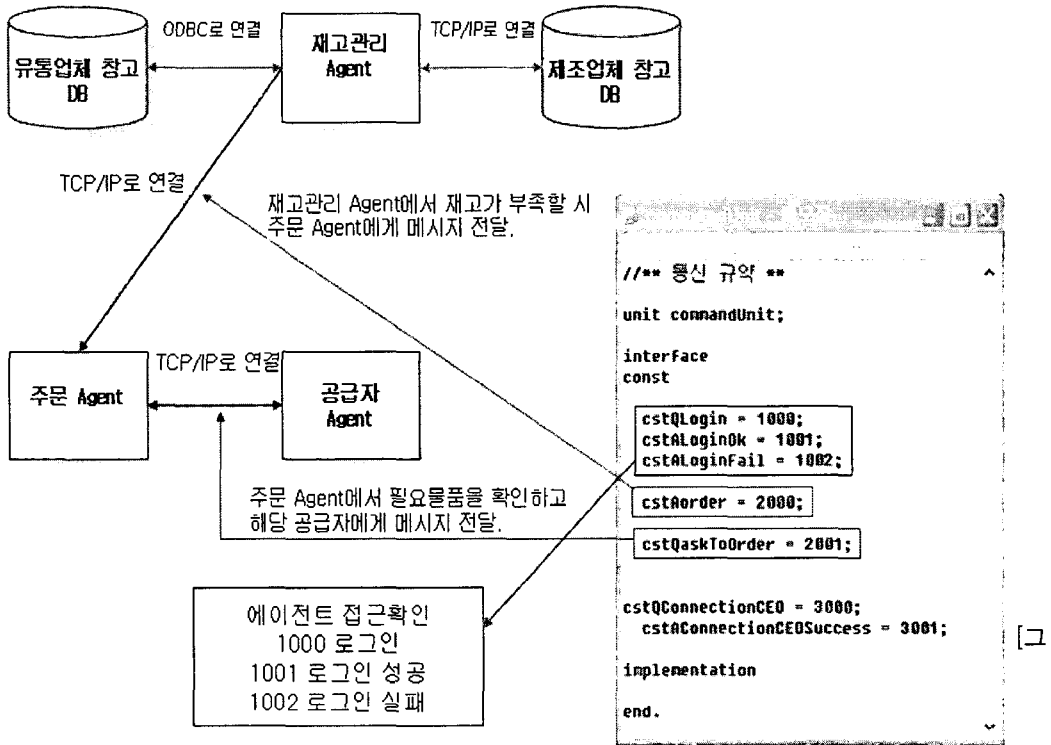 ODBC로 연결
TCP/IP로 연결
유통업체 창고
DB
재고관리
Agent
제조업체 창고
DB
TCP/IP로 연결
재고관리 Agent에서 재고가 부족할 시
주문 Agent에게 메시지 전달.
주문 Agent
TCP/IP로 연결
공급자
Agent
주문 Agent에서 필요물품을 확인하고
해당 공급자에게 메시지 전달.
에이전트 접근확인
1000 로그인
1001 로그인 성공
1002 로그인 실패
//** 통신 규약 **
unit commandUnit;
interface
const
cstQLogin = 1000;
cstALoginOk = 1001;
cstALoginFail = 1002;
cstAorder = 2000;
cstQaskToOrder = 2001;
cstQConnectionCEO = 3000;
cstAConnectionCEOSuccess = 3001;
implementation
end.
[그